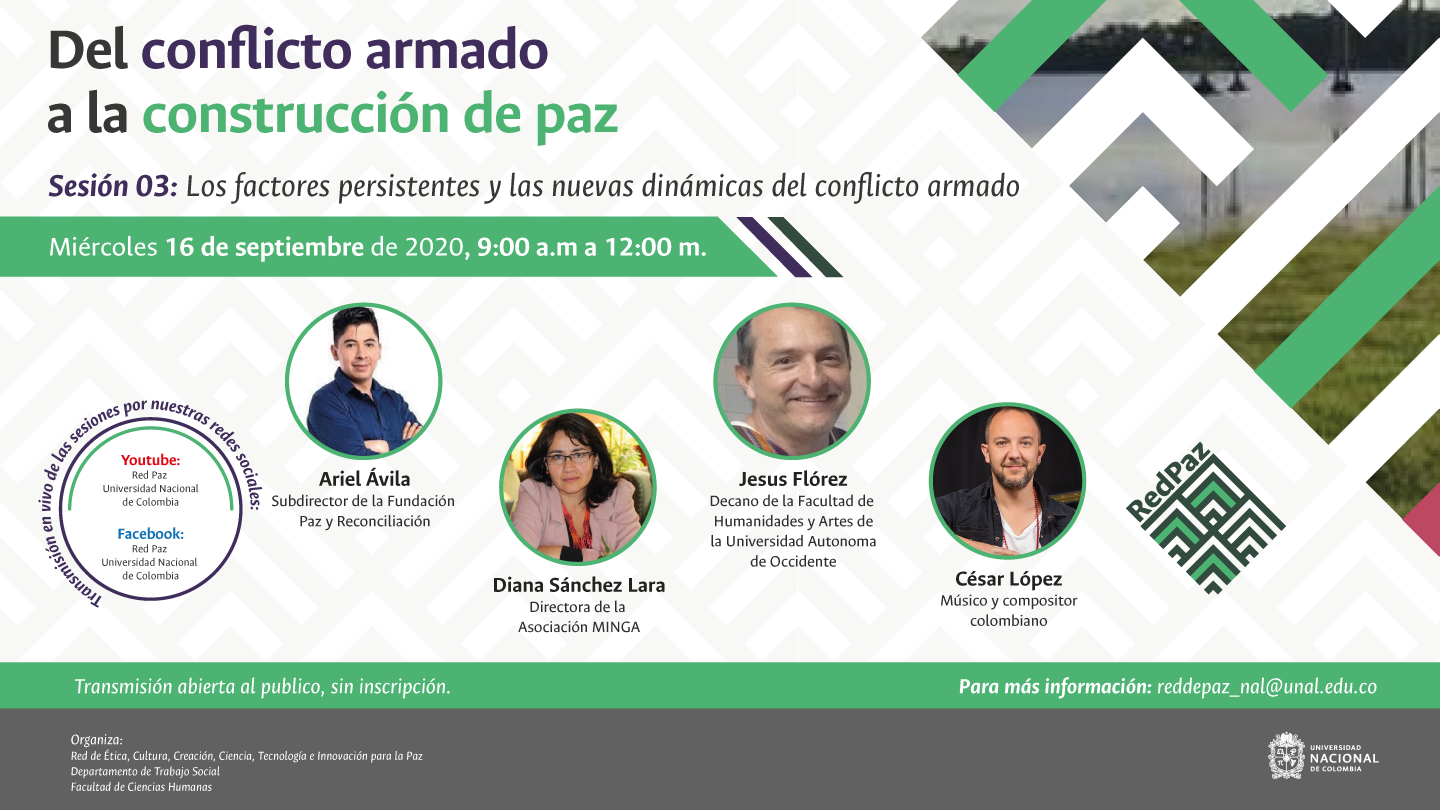 Del conflicto armado
a la construcción de paz
Sesión 03: Los factores persistentes y las nuevas dinámicas del conflicto armado
Miércoles 16 de septiembre de 2020, 9:00 a.m a 12:00 m.
Transmisión en vivo de las sesiones por nuestras redes sociales:
Youtube:
Red Paz
Universidad Nacional
de Colombia
Facebook:
Red Paz
Universidad Nacional
de Colombia
Ariel Ávila
Subdirector de la Fundación
Paz y Reconciliación
Diana Sánchez Lara
Directora de la
Asociación MINGA
Jesus Flórez
Decano de la Facultad de
Humanidades y Artes de
la Universidad Autonoma
de Occidente
César López
Músico y compositor
colombiano
RedPaz
Transmisión abierta al publico, sin inscripción.
Para más información: reddepaz_nal@unal.edu.co
Organiza:
Red de Ética, Cultura, Creación, Ciencia, Tecnología e Innovación para la Paz
Departamento de Trabajo Social
Facultad de Ciencias Humanas
UNIVERSIDAD
NACIONAL
DE COLOMBIA